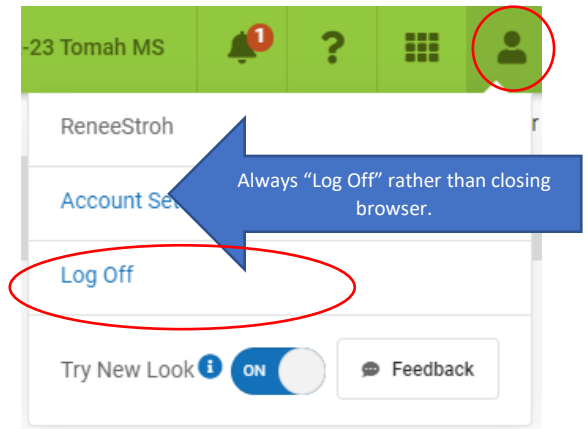 -23 Tomah MS 1 ?
ReneeStroh
r
Account Set
Always “Log Off” rather than closing
browser.
Log Off
Try New Look i ON Feedback